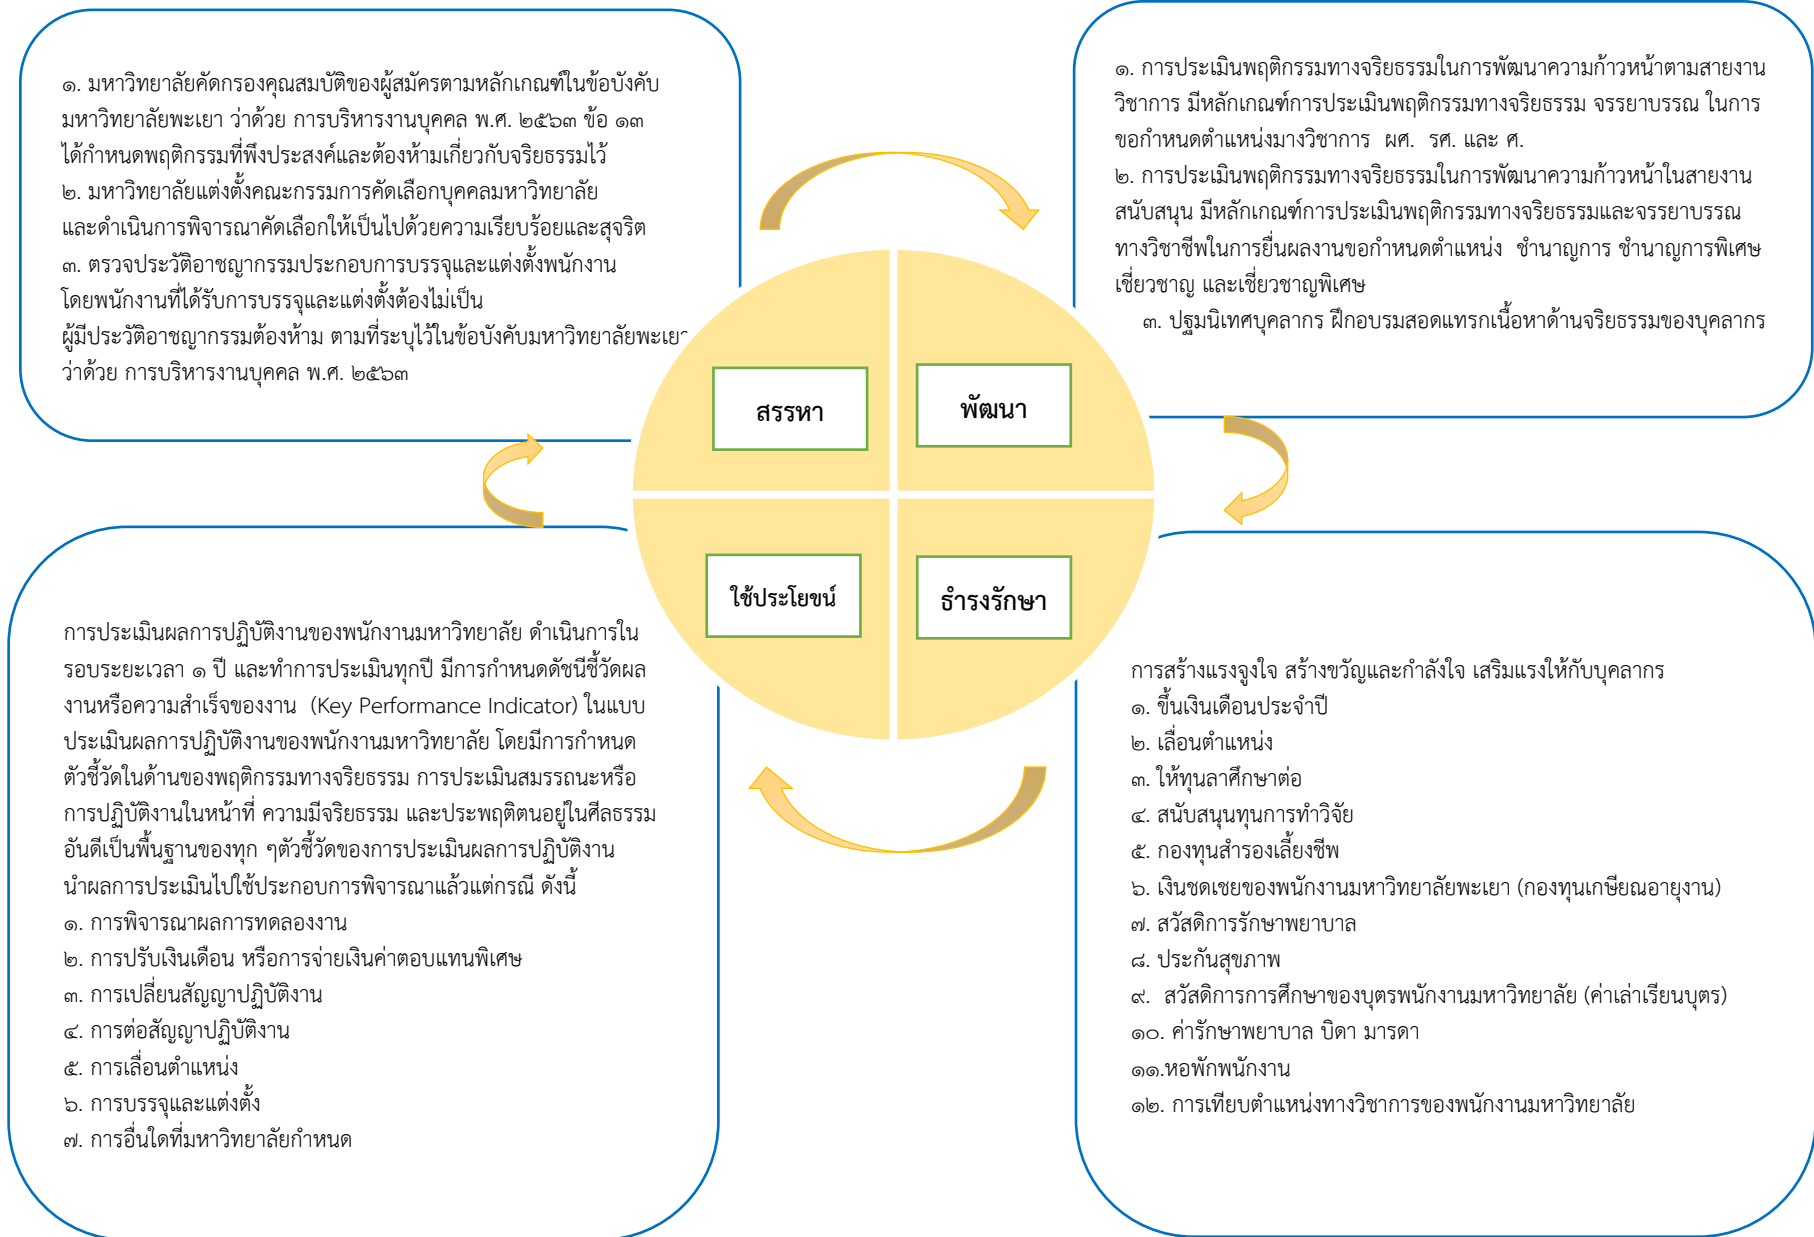 ๑. มหาวิทยาลัยคัดกรองคุณสมบัติของผู้สมัครตามหลักเกณฑ์ในข้อบังคับ
มหาวิทยาลัยพะเยา ว่าด้วย การบริหารงานบุคคล พ.ศ. ๒๕๖๓ ข้อ ๑๓
ได้กำหนดพฤติกรรมที่พึงประสงค์และต้องห้ามเกี่ยวกับจริยธรรมไว้
๒. มหาวิทยาลัยแต่งตั้งคณะกรรมการคัดเลือกบุคคลมหาวิทยาลัย
และดำเนินการพิจารณาคัดเลือกให้เป็นไปด้วยความเรียบร้อยและสุจริต
๓. ตรวจประวัติอาชญากรรมประกอบการบรรจุและแต่งตั้งพนักงาน
โดยพนักงานที่ได้รับการบรรจุและแต่งตั้งต้องไม่เป็น
ผู้มีประวัติอาชญากรรมต้องห้าม ตามที่ระบุไว้ในข้อบังคับมหาวิทยาลัยพะเยา
ว่าด้วย การบริหารงานบุคคล พ.ศ. ๒๕๖๓
๑. การประเมินพฤติกรรมทางจริยธรรมในการพัฒนาความก้าวหน้าตามสายงาน
วิชาการ มีหลักเกณฑ์การประเมินพฤติกรรมทางจริยธรรม จรรยาบรรณ ในการ
ขอกำหนดตำแหน่งมางวิชาการ ผศ. รศ. และ ศ.
๒. การประเมินพฤติกรรมทางจริยธรรมในการพัฒนาความก้าวหน้าในสายงาน
สนับสนุน มีหลักเกณฑ์การประเมินพฤติกรรมทางจริยธรรมและจรรยาบรรณ
ทางวิชาชีพในการยื่นผลงานขอกำหนดตำแหน่ง ชำนาญการ ชำนาญการพิเศษ
เชี่ยวชาญ และเชี่ยวชาญพิเศษ
๓. ปฐมนิเทศบุคลากร ฝึกอบรมสอดแทรกเนื้อหาด้านจริยธรรมของบุคลากร
สรรหา
พัฒนา
ใช้ประโยขน์
ธำรงรักษา
การประเมินผลการปฏิบัติงานของพนักงานมหาวิทยาลัย ดำเนินการใน
รอบระยะเวลา ๑ ปี และทำการประเมินทุกปี มีการกำหนดดัชนีชี้วัดผล
งานหรือความสำเร็จของงาน (Key Performance Indicator) ในแบบ
ประเมินผลการปฏิบัติงานของพนักงานมหาวิทยาลัย โดยมีการกำหนด
ตัวชี้วัดในด้านของพฤติกรรมทางจริยธรรม การประเมินสมรรถนะหรือ
การปฏิบัติงานในหน้าที่ ความมีจริยธรรม และประพฤติตนอยู่ในศีลธรรม
อันดีเป็นพื้นฐานของทุก ๆตัวชี้วัดของการประเมินผลการปฏิบัติงาน
นำผลการประเมินไปใช้ประกอบการพิจารณาแล้วแต่กรณี ดังนี้
๑. การพิจารณาผลการทดลองงาน
๒. การปรับเงินเดือน หรือการจ่ายเงินค่าตอบแทนพิเศษ
๓. การเปลี่ยนสัญญาปฏิบัติงาน
๔. การต่อสัญญาปฏิบัติงาน
๕. การเลื่อนตำแหน่ง
๖. การบรรจุและแต่งตั้ง
๗. การอื่นใดที่มหาวิทยาลัยกำหนด
การสร้างแรงจูงใจ สร้างขวัญและกำลังใจ เสริมแรงให้กับบุคลากร
๑. ขึ้นเงินเดือนประจำปี
๒. เลื่อนตำแหน่ง
๓. ให้ทุนลาศึกษาต่อ
๔. สนับสนุนทุนการทำวิจัย
๕. กองทุนสำรองเลี้ยงชีพ
๖. เงินชดเชยของพนักงานมหาวิทยาลัยพะเยา (กองทุนเกษียณอายุงาน)
๗. สวัสดิการรักษาพยาบาล
๘. ประกันสุขภาพ
๙. สวัสดิการการศึกษาของบุตรพนักงานมหาวิทยาลัย (ค่าเล่าเรียนบุตร)
๑๐. ค่ารักษาพยาบาล บิดา มารดา
๑๑.หอพักพนักงาน
๑๒. การเทียบตำแหน่งทางวิชาการของพนักงานมหาวิทยาลัย